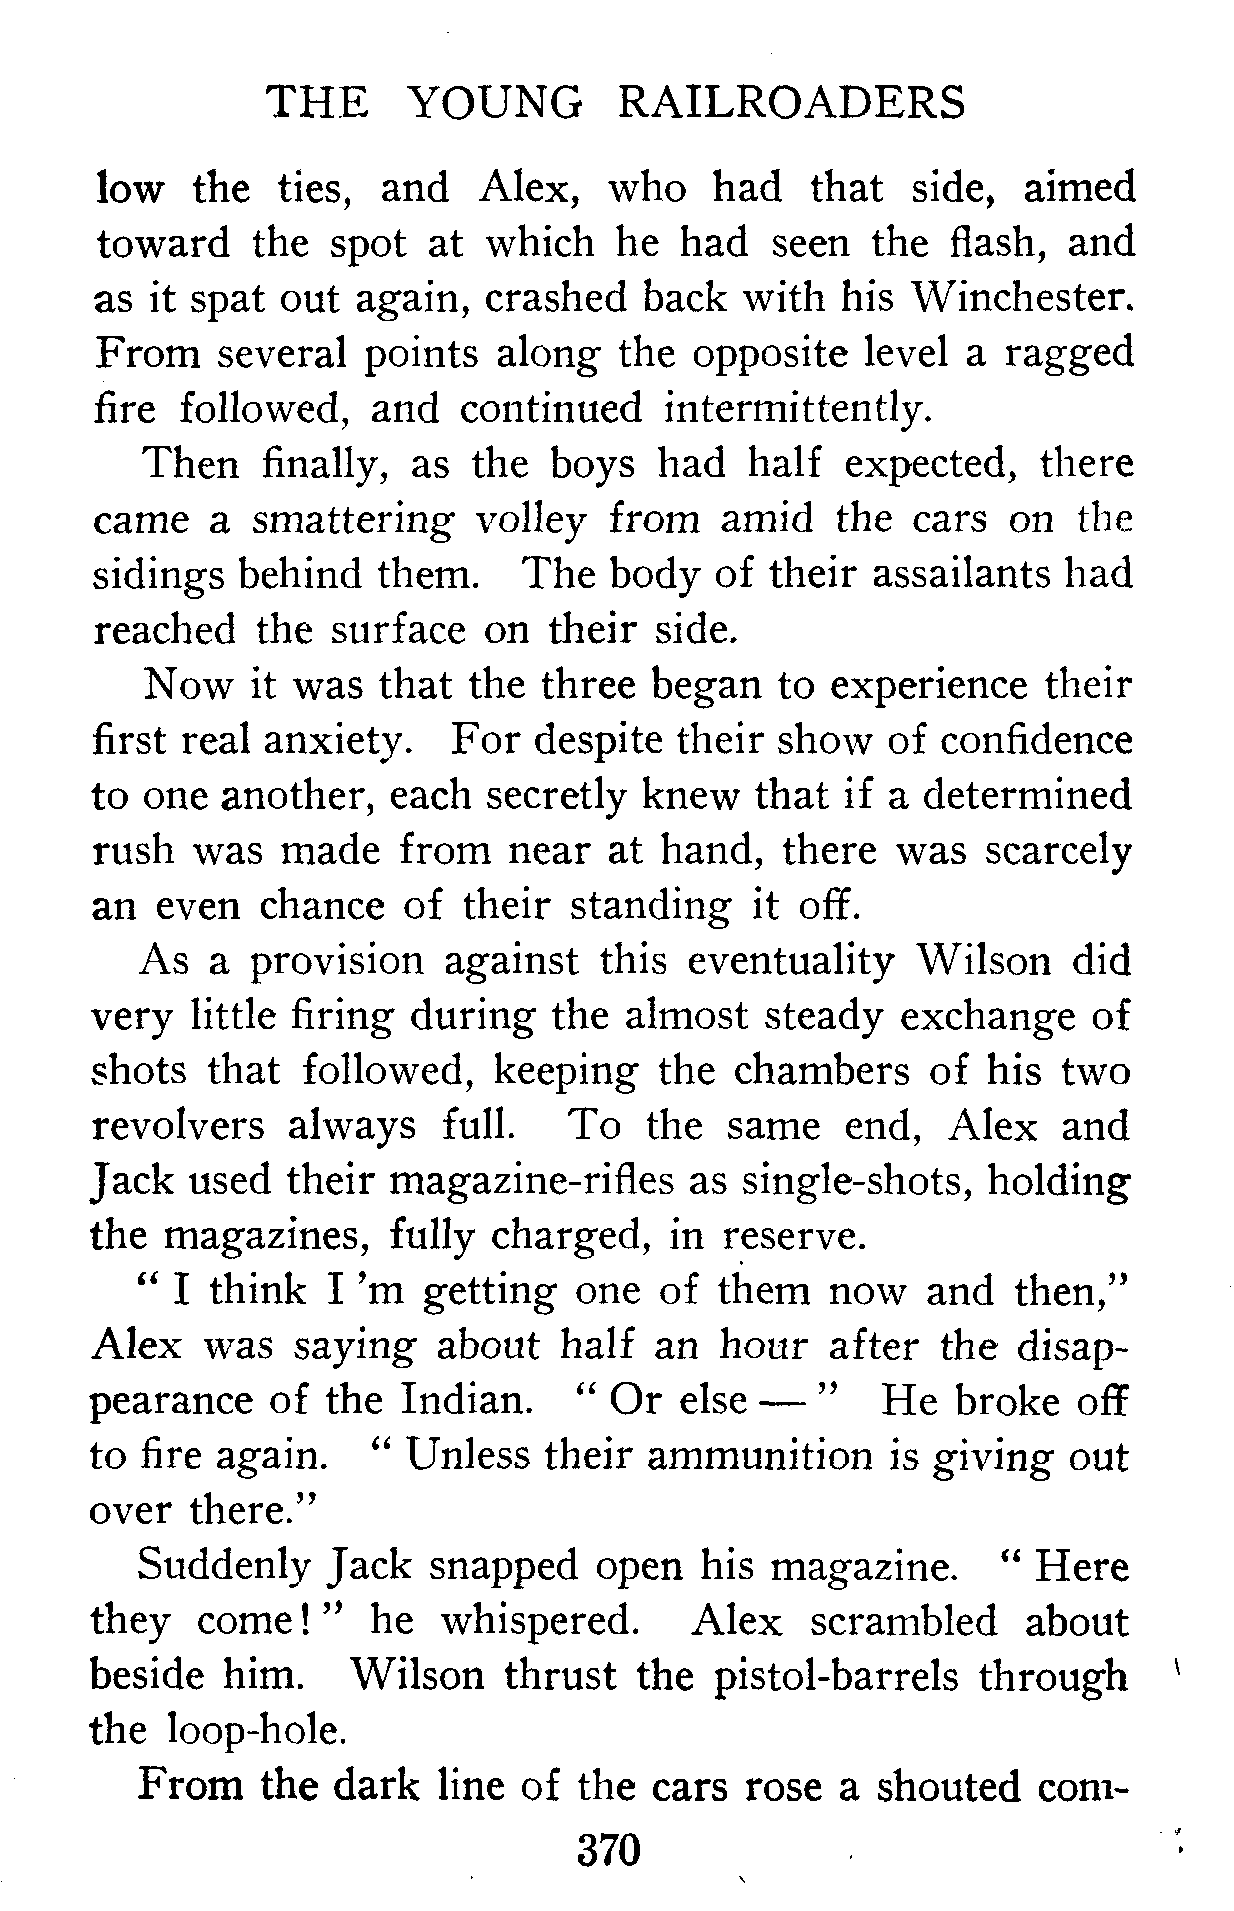 THE YOUNG RAILROADERS
low the ties, and Alex, who had that side, aimed
toward the spot at which he had seen the flash, and
as it spat out again, crashed back with his Winchester.
From several points along the opposite level a ragged
fire followed, and continued intermittently.
Then finally, as the boys had half expected, there
came a smattering volley from amid the cars on the
sidings behind them. The body of their assailants had
reached the surface on their side.
Now it was that the three began to experience their
first real anxiety. For despite their show of confidence
to one another, each secretly knew that if a determined
rush was made from near at hand, there was scarcely
an even chance of their standing it off.
As a provision against this eventuality Wilson did
very little firing during the almost steady exchange of
shots that followed, keeping the chambers of his two
revolvers always full. To the same end, Alex and
Jack used their magazine-rifles as single-shots, holding
the magazines, fully charged, in reserve.
“ I think I ’m getting one of them now and then,”
Alex was saying about half an hour after the disap-
pearance of the Indian. “ Or else — ” He broke off
to fire again. “ Unless their ammunition is giving out
over there.”
Suddenly Jack snapped open his magazine. “ Here
they come! ” he whispered. Alex scrambled about
beside him. Wilson thrust the pistol-barrels through
the loop-hole.
From the dark line of the cars rose a shouted com-
370